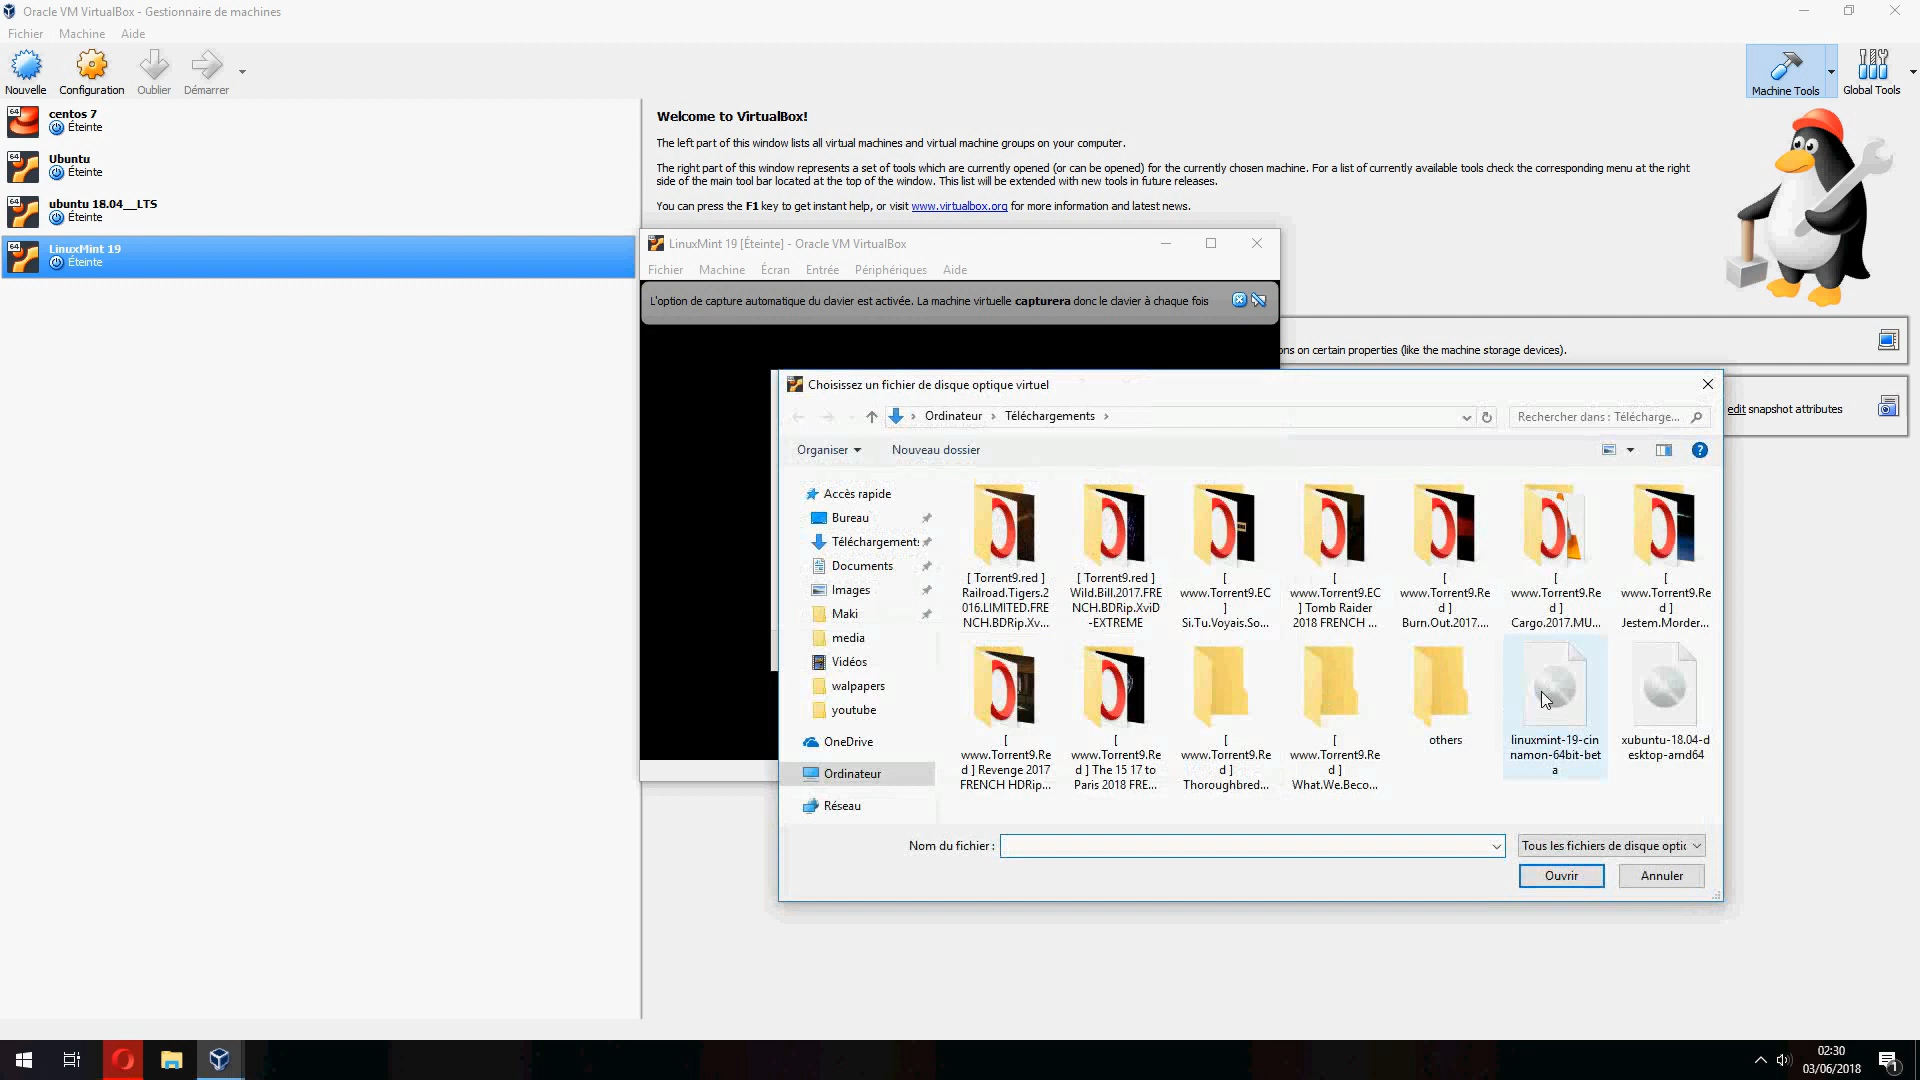 Oracle VM VirtualBox - Gestionnaire de machines
Fichier Machine Aide
Nouvelle Configuration Oublier Démarrer
Machine Tools Global Tools
64 centos 7
Éteinte
64 Ubuntu
Éteinte
64 ubuntu 18.04__LTS
Éteinte
64 LinuxMint 19
Éteinte
Welcome to VirtualBox!
The left part of this window lists all virtual machines and virtual machine groups on your computer.
The right part of this window represents a set of tools which are currently opened (or can be opened) for the currently chosen machine. For a list of currently available tools check the corresponding menu at the right
side of the main tool bar located at the top of the window. This list will be extended with new tools in future releases.
You can press the F1 key to get instant help, or visit www.virtualbox.org for more information and latest news.
LinuxMint 19 [Éteinte] - Oracle VM VirtualBox
Fichier Machine Écran Entrée Périphériques Aide
L'option de capture automatique du clavier est activée. La machine virtuelle capturera donc le clavier à chaque fois
ons on certain properties (like the machine storage devices).
edit snapshot attributes
Choisissez un fichier de disque optique virtuel
Ordinateur Téléchargements
Rechercher dans : Télécharge...
Organiser Nouveau dossier
Accès rapide
Bureau
Téléchargement:
Documents
Images
Maki
media
Vidéos
walpapers
youtube
OneDrive
Ordinateur
Réseau
[ Torrent9.red ]
Railroad.Tigers.2
016.LIMITED.FRE
NCH.BDRip.Xv...
[ Torrent9.red ]
Wild.Bill.2017.FRE
NCH.BDRip.XviD
-EXTREME
[
www.Torrent9.EC
]
Si.Tu.Voyais.So...
[
www.Torrent9.EC
] Tomb Raider
2018 FRENCH ...
[
www.Torrent9.Re
d ]
Burn.Out.2017....
[
www.Torrent9.Re
d ]
Cargo.2017.MU...
[
www.Torrent9.Re
d ]
Jestem.Morder...
[
www.Torrent9.Re
d ] Revenge 2017
FRENCH HDRip...
[
www.Torrent9.Re
d ] The 15 17 to
Paris 2018 FRE...
[
www.Torrent9.Re
d ]
Thoroughbred...
[
www.Torrent9.Re
d ]
What.We.Beco...
others
linuxmint-19-cin
namon-64bit-bet
a
xubuntu-18.04-d
esktop-amd64
Nom du fichier :
Tous les fichiers de disque optic
Ouvrir Annuler
02:30
03/06/2018
1